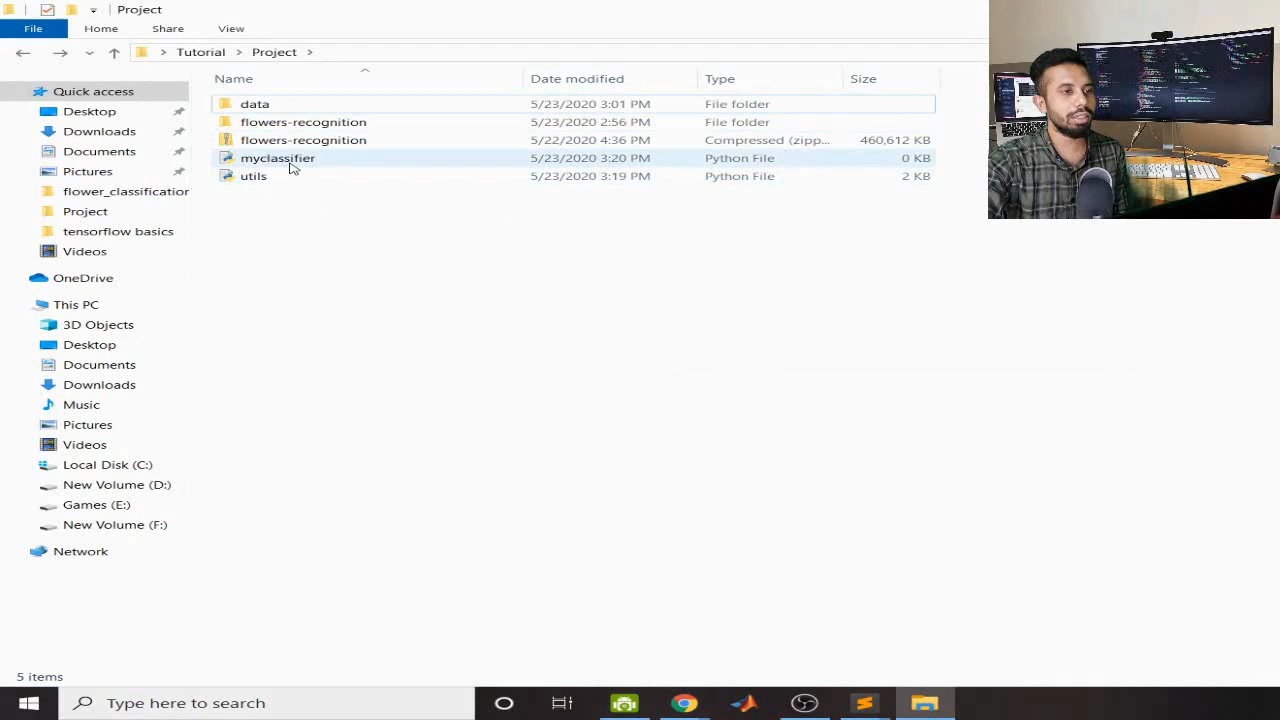 Project
File Home Share View
Tutorial Project
Name Date modified Type Size
Quick access
data 5/23/2020 3:01 PM File folder
Desktop
flowers-recognition 5/23/2020 2:56 PM File folder
Downloads
flowers-recognition 5/22/2020 4:36 PM Compressed (zipp... 460,612 KB
Documents
myclassifier 5/23/2020 3:20 PM Python File 0 KB
Pictures
utils 5/23/2020 3:19 PM Python File 2 KB
flower_classification
Project
tensorflow basics
Videos
OneDrive
This PC
3D Objects
Desktop
Documents
Downloads
Music
Pictures
Videos
Local Disk (C:)
New Volume (D:)
Games (E:)
New Volume (F:)
Network
5 items
Type here to search